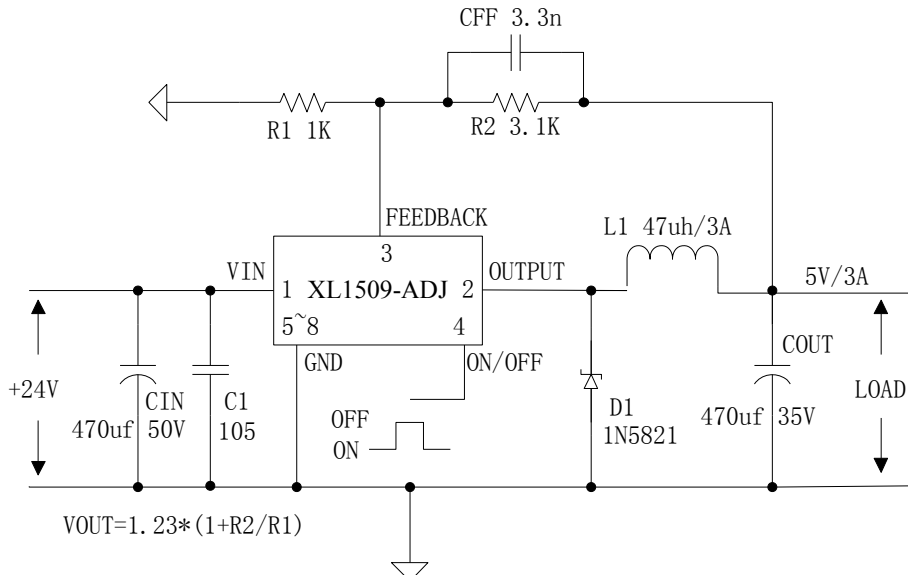 CFF 3.3n
R1 1K
R2 3.1K
FEEDBACK
L1 47uh/3A
3
VIN
OUTPUT
5V/3A
1 XL1509-ADJ 2
5~8
4
GND
ON/OFF
COUT
+24V
CIN
C1
OFF
D1
LOAD
470uf 50V
105
ON
1N5821
470uf 35V
VOUT=1.23*(1+R2/R1)